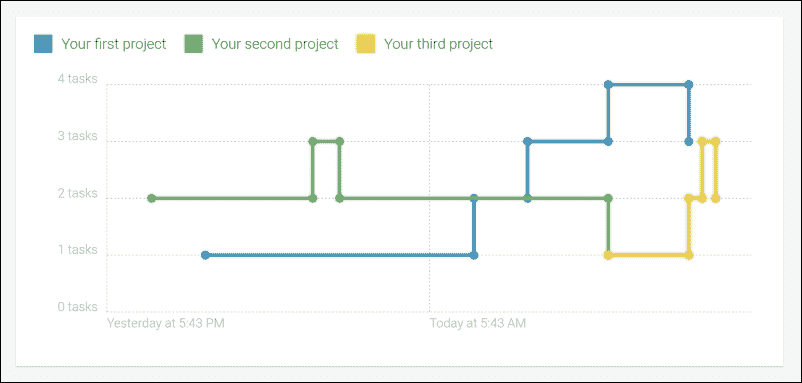 Your first project Your second project Your third project
4 tasks
3 tasks
2 tasks
1 tasks
0 tasks
Yesterday at 5:43 PM Today at 5:43 AM